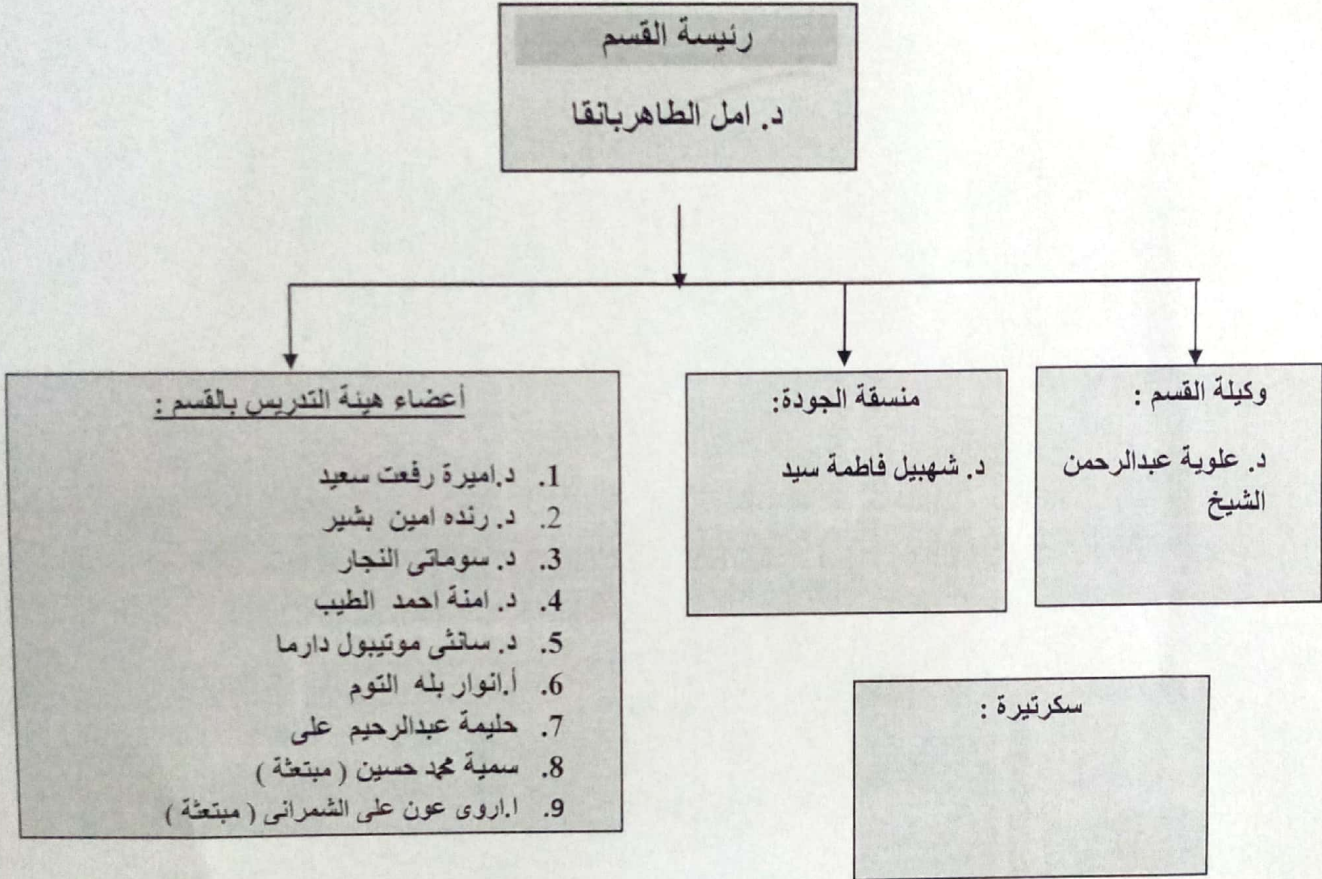 رئيسة القسم
د. امل الطاهربانقا
وكيلة القسم :
د. علوية عبدالرحمن
الشيخ
منسقة الجودة:
د. شهبيل فاطمة سيد
أعضاء هيئة التدريس بالقسم :
1. د.اميرة رفعت سعيد
2. د. رنده امين بشير
3. د. سوماتى النجار
4. د. امنة احمد الطيب
5. د. سانثى موتيبول دارما
6. أ.انوار بله التوم
7. حليمة عبدالرحيم على
8. سمية محمد حسين ( مبتعثة )
9. ا.اروى عون على الشمرانى ( مبتعثة )
سكرتيرة :